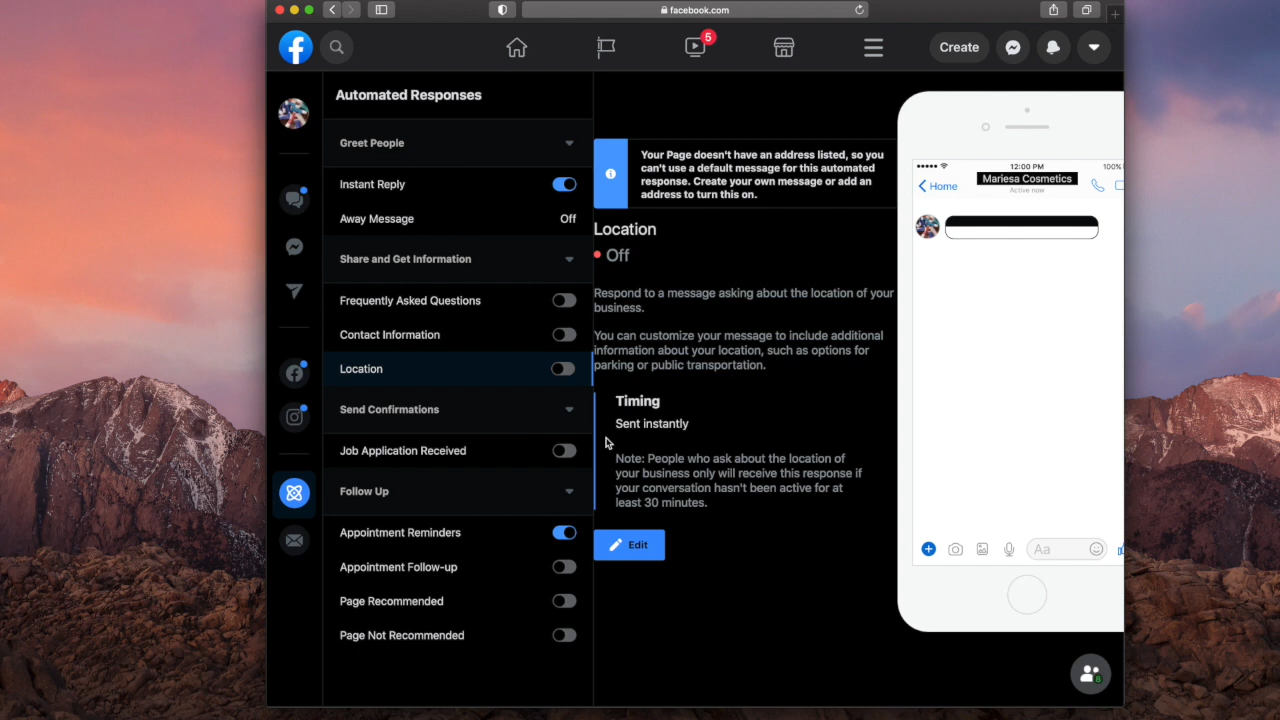 facebook.com
5
Create
Automated Responses
Greet People
Instant Reply
Away Message Off
Share and Get Information
Frequently Asked Questions
Contact Information
Location
Send Confirmations
Job Application Received
Follow Up
Appointment Reminders
Appointment Follow-up
Page Recommended
Page Not Recommended
Your Page doesn't have an address listed, so you
can't use a default message for this automated
response. Create your own message or add an
address to turn this on.
Location
Off
Respond to a message asking about the location of your
business.
You can customize your message to include additional
information about your location, such as options for
parking or public transportation.
Timing
Sent instantly
Note: People who ask about the location of
your business only will receive this response if
your conversation hasn't been active for at
least 30 minutes.
Edit
12:00 PM 100%
Home
Mariesa Cosmetics
Active now
Aa
8